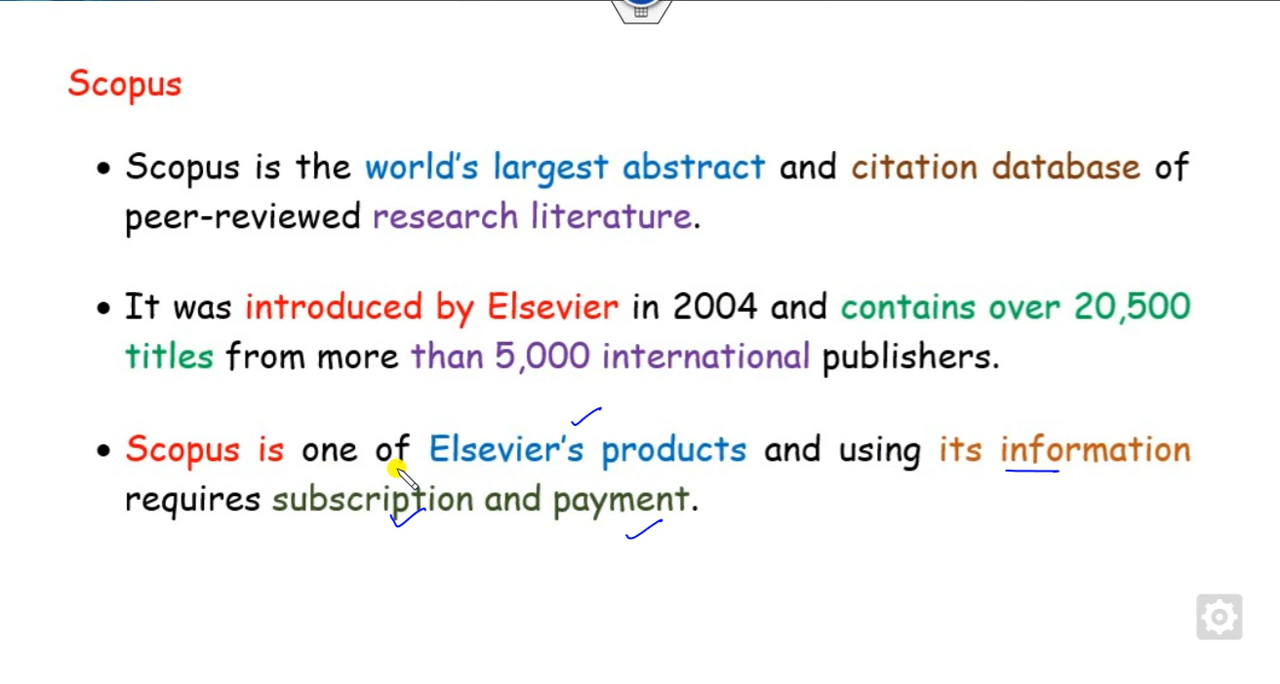 Scopus
• Scopus is the world's largest abstract and citation database of
peer-reviewed research literature.
• It was introduced by Elsevier in 2004 and contains over 20,500
titles from more than 5,000 international publishers.
• Scopus is one of Elsevier's products and using its information
requires subscription and payment.